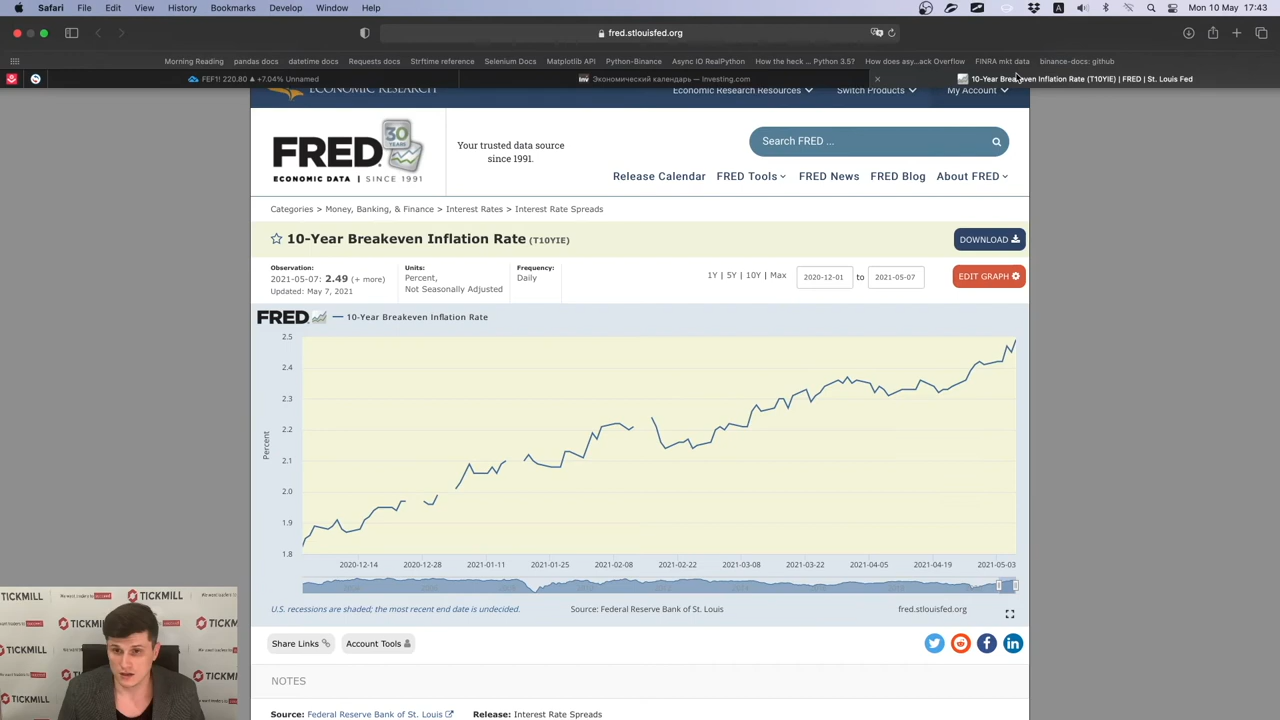 Safari File Edit View History Bookmarks Develop Window Help Mon 10 May 17:43
fred.stlouisfed.org
Morning Reading pandas docs datetime docs Requests docs Strftime reference Selenium Docs Matplotlib API Python-Binance Async IO RealPython How the heck ... Python 3.5? How does asy...ack Overflow FINRA mkt data binance-docs: github
FEF1! 220.80 ▲ +7.04% Unnamed Экономический календарь — Investing.com 10-Year Breakeven Inflation Rate (T10YIE) | FRED | St. Louis Fed
ECONOMIC RESEARCH Economic Research Resources Switch Products My Account
30 YEARS
FRED
ECONOMIC DATA | SINCE 1991
Your trusted data source
since 1991.
Search FRED ...
Release Calendar FRED Tools FRED News FRED Blog About FRED
Categories > Money, Banking, & Finance > Interest Rates > Interest Rate Spreads
10-Year Breakeven Inflation Rate (T10YIE)
DOWNLOAD
Observation:
2021-05-07: 2.49 (+ more)
Updated: May 7, 2021
Units:
Percent,
Not Seasonally Adjusted
Frequency:
Daily
1Y | 5Y | 10Y | Max 2020-12-01 to 2021-05-07
EDIT GRAPH
FRED 10-Year Breakeven Inflation Rate
2.5
2.4
2.3
2.2
2.1
2.0
1.9
1.8
Percent
2020-12-14 2020-12-28 2021-01-11 2021-01-25 2021-02-08 2021-02-22 2021-03-08 2021-03-22 2021-04-05 2021-04-19 2021-05-03
U.S. recessions are shaded; the most recent end date is undecided. Source: Federal Reserve Bank of St. Louis fred.stlouisfed.org
Share Links Account Tools
NOTES
Source: Federal Reserve Bank of St. Louis Release: Interest Rate Spreads
TICKMILL TICKMILL
TICKMILL
TICKMILL
TICKMILL